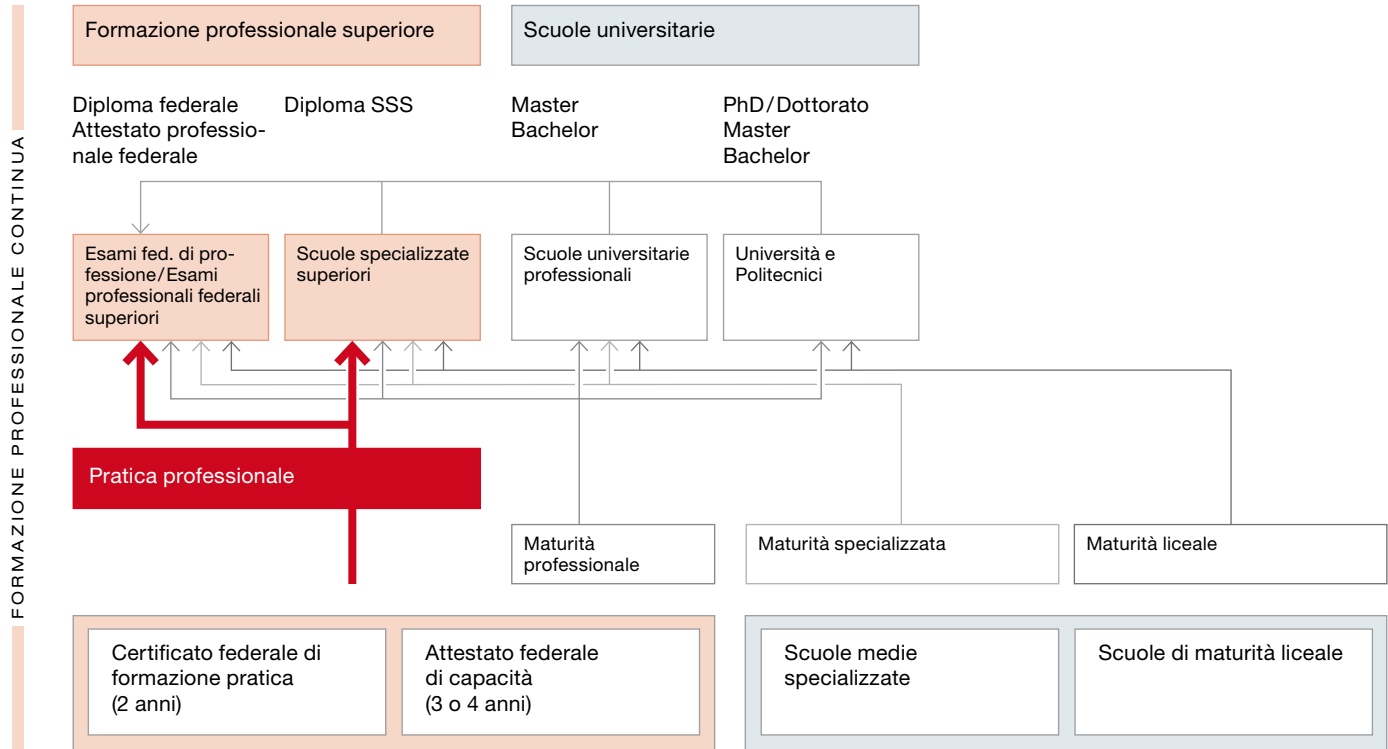 FORMAZIONE PROFESSIONALE CONTINUA
Formazione professionale superiore
Scuole universitarie
Diploma federale
Attestato professio-
nale federale
Diploma SSS
Master
Bachelor
PhD/Dottorato
Master
Bachelor
Esami fed. di pro-
fessione/Esami
professionali federali
superiori
Scuole specializzate
superiori
Scuole universitarie
professionali
Università e
Politecnici
Pratica professionale
Maturità
professionale
Maturità specializzata
Maturità liceale
Certificato federale di
formazione pratica
(2 anni)
Attestato federale
di capacità
(3 o 4 anni)
Scuole medie
specializzate
Scuole di maturità liceale